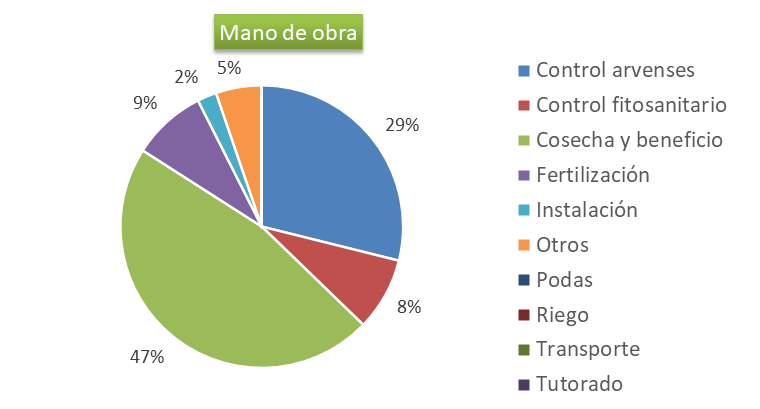 Mano de obra
5%
2%
9%
29%
8%
47%
Control arvenses
Control fitosanitario
Cosecha y beneficio
Fertilización
Instalación
Otros
Podas
Riego
Transporte
Tutorado